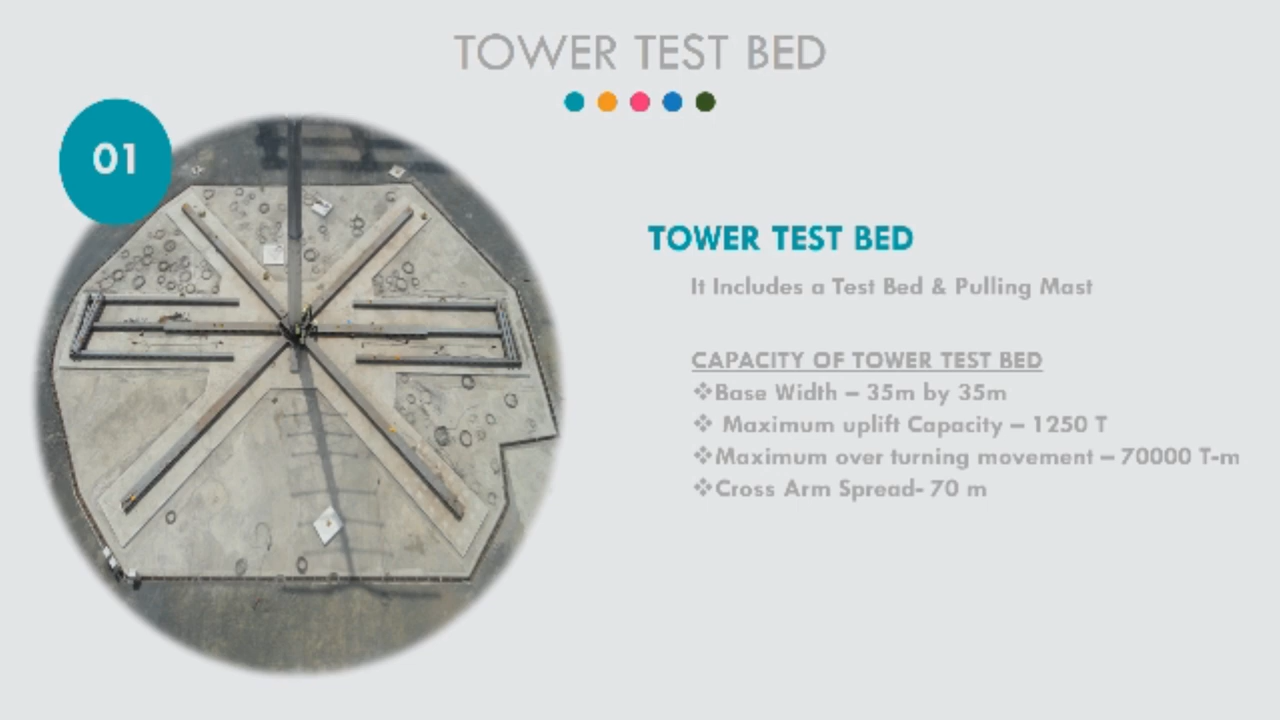 TOWER TEST BED
01
TOWER TEST BED
It Includes a Test Bed & Pulling Mast
CAPACITY OF TOWER TEST BED
❖Base Width – 35m by 35m
❖ Maximum uplift Capacity – 1250 T
❖Maximum over turning movement – 70000 T-m
❖Cross Arm Spread- 70 m